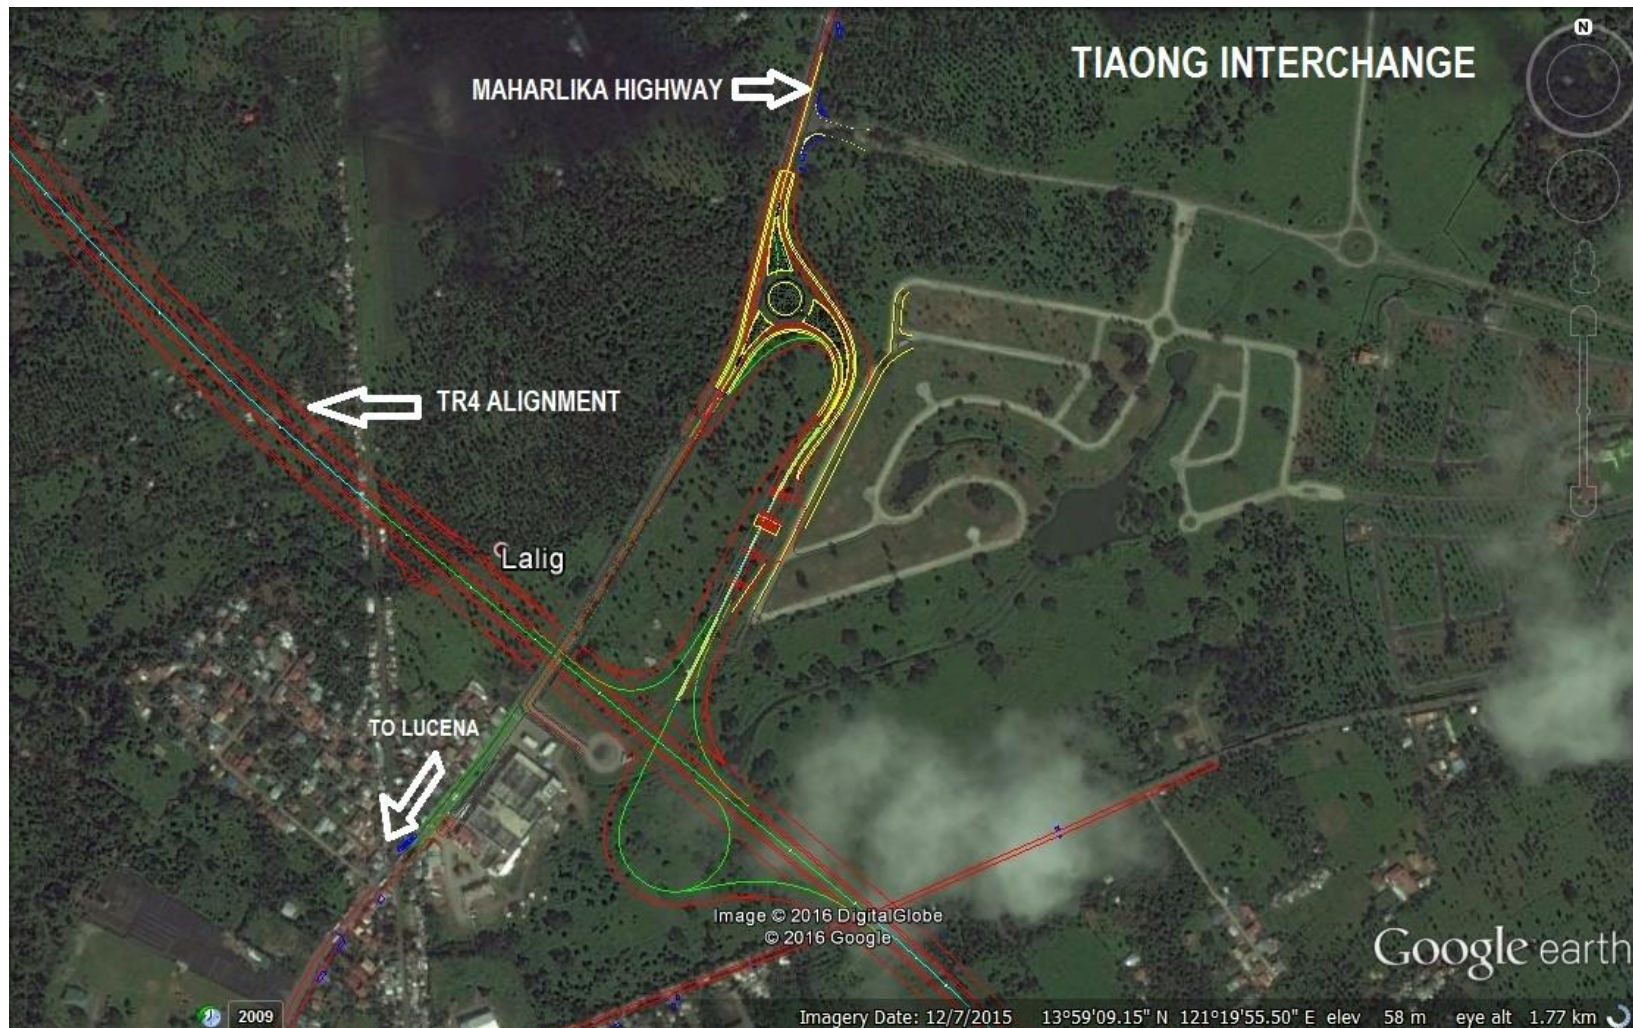 TIAONG INTERCHANGE
N
MAHARLIKA HIGHWAY
TR4 ALIGNMENT
Lalig
TO LUCENA
Image © 2016 DigitalGlobe
© 2016 Google
Google earth
2009
Imagery Date: 12/7/2015 13°59'09.15" N 121°19'55.50" E elev 58 m eye alt 1.77 km